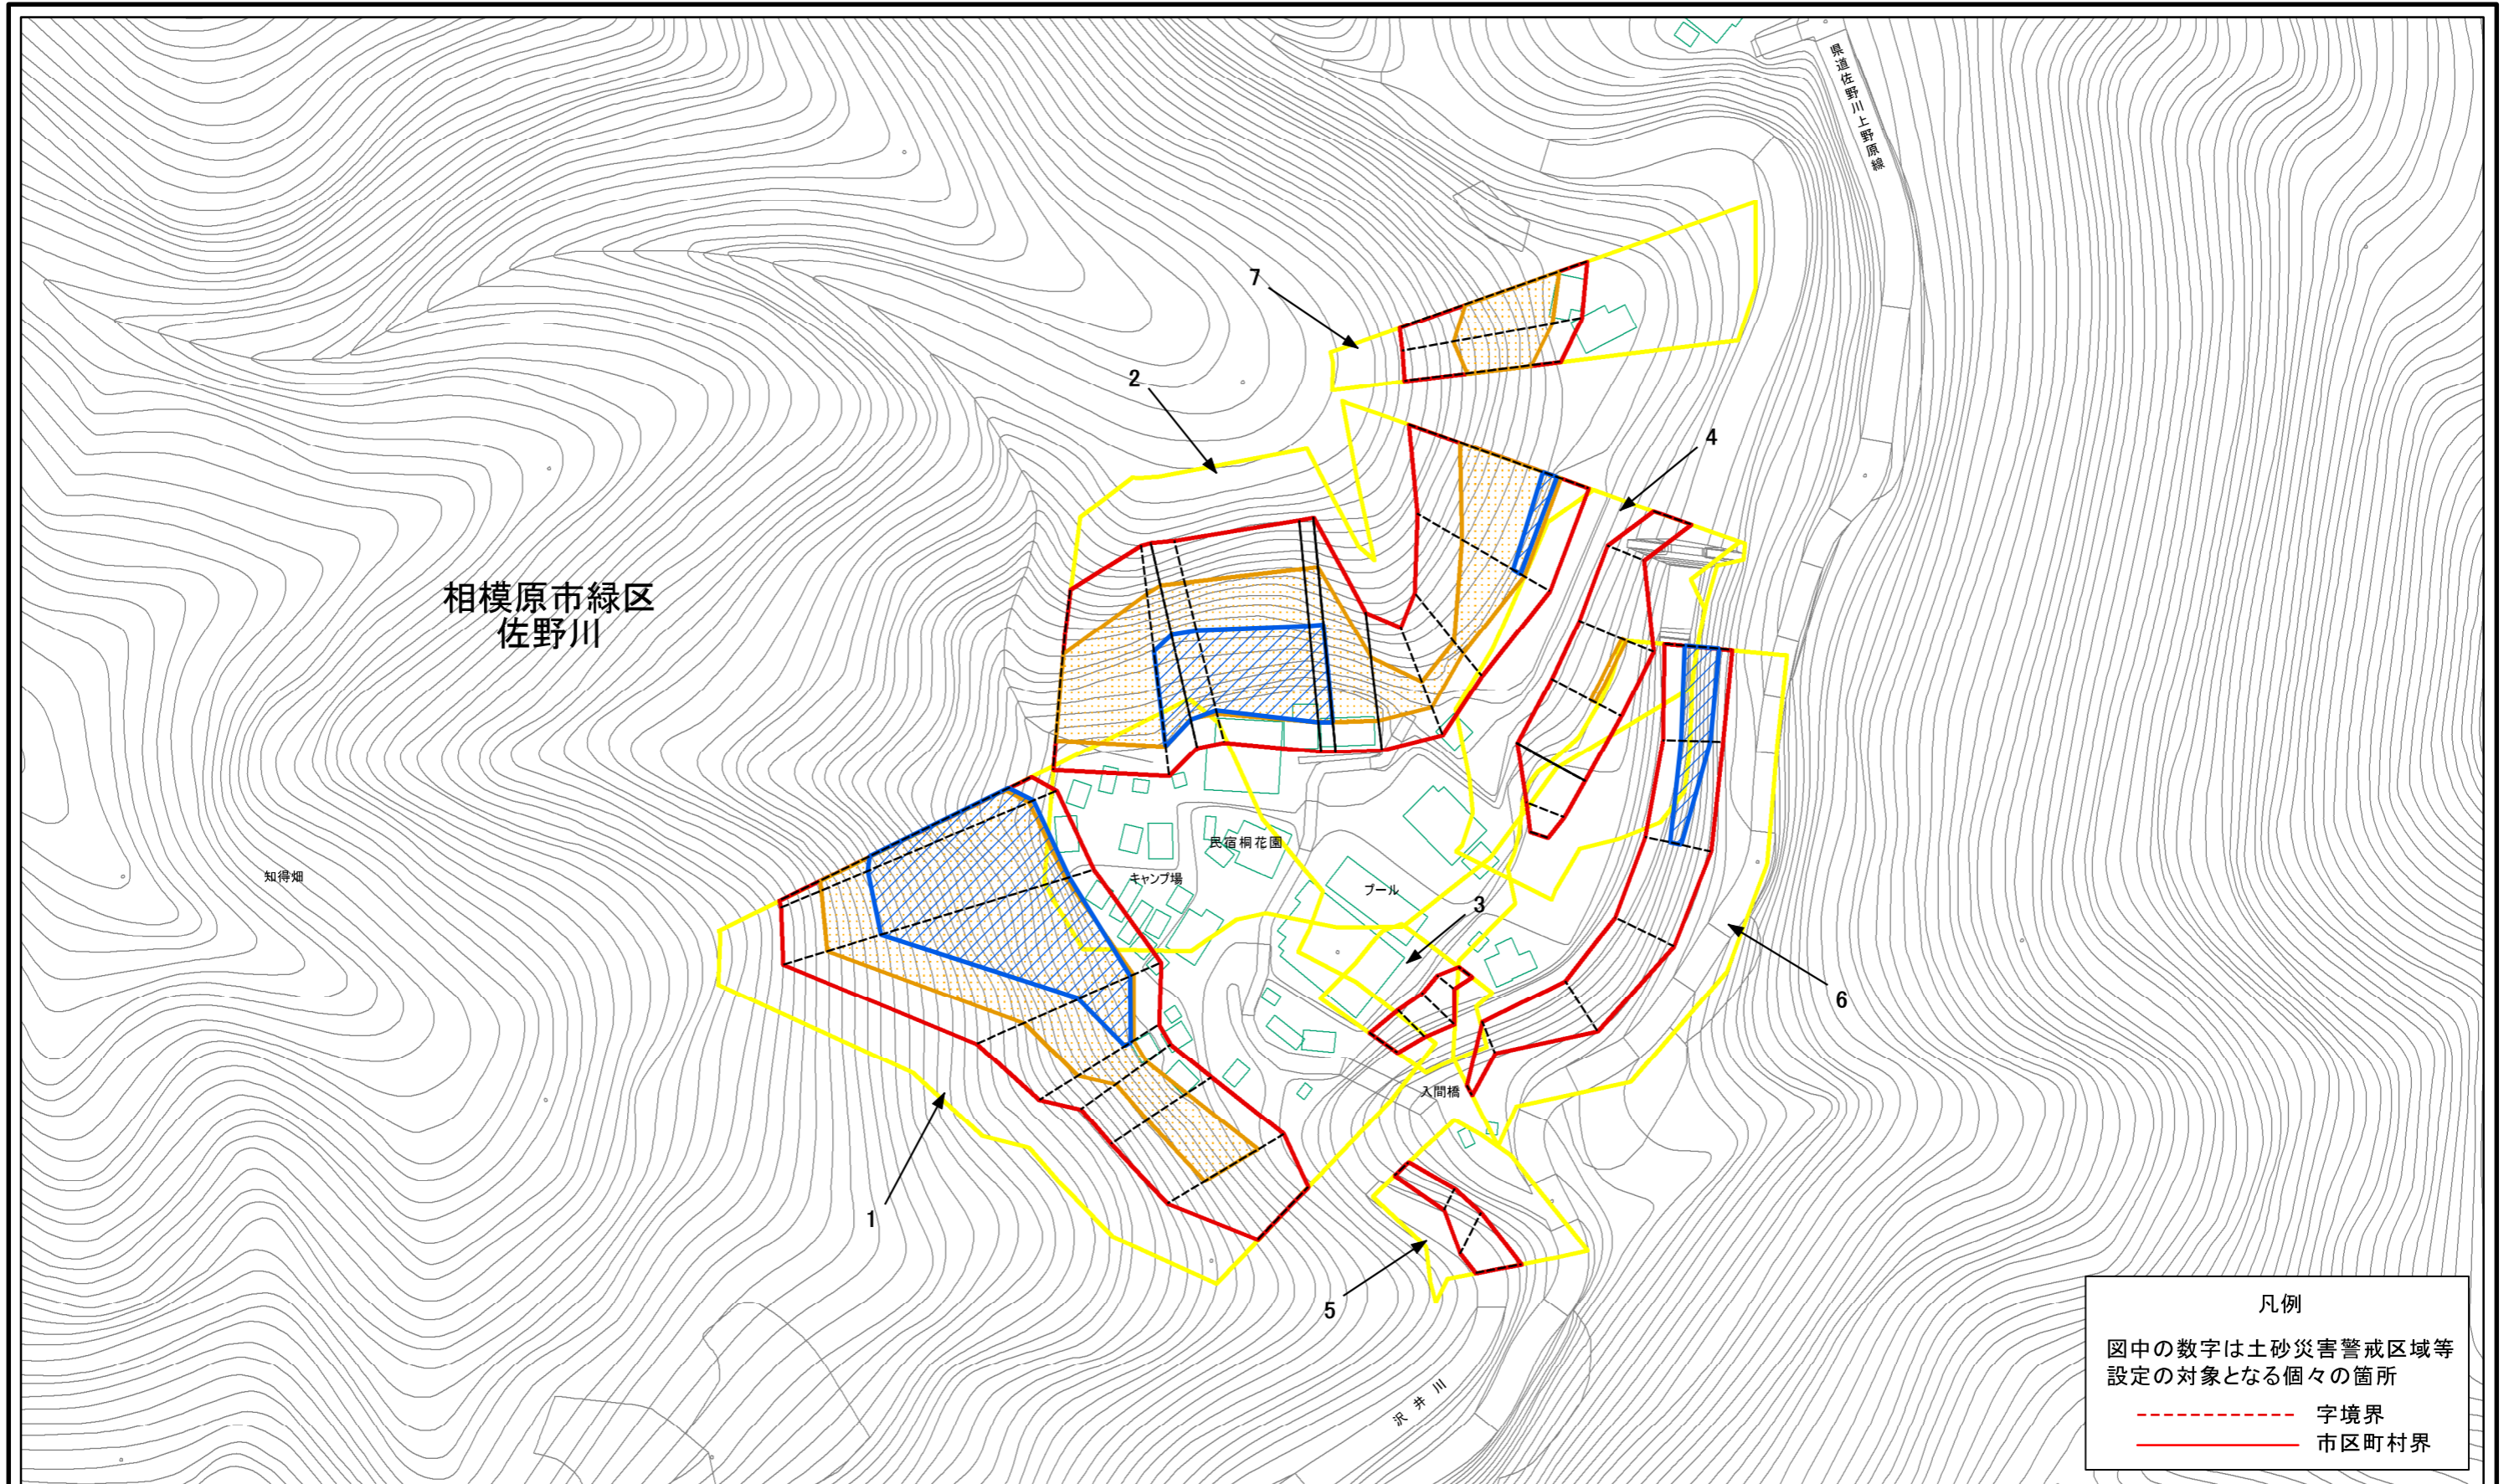 県道佐野川上野原線
7
2
4
相模原市緑区
佐野川
民宿桐花園
知得畑
キャンプ場
プール
3
6
入間橋
1
5
沢井川
凡例
図中の数字は土砂災害警戒区域等
設定の対象となる個々の箇所
字境界
市区町村界